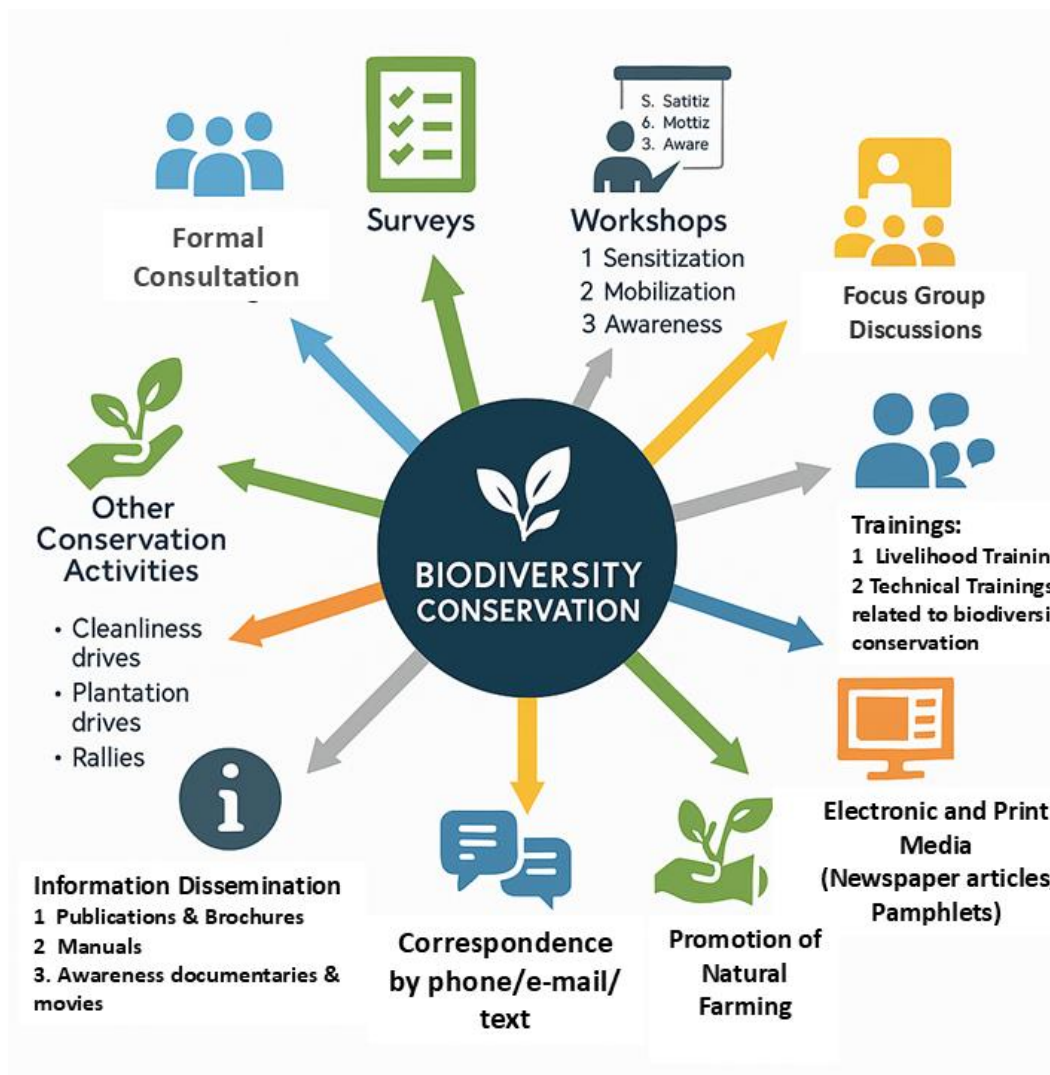 S. Satitiz
6. Mottiz
3. Aware
Formal
Consultation
Surveys
Workshops
1 Sensitization
2 Mobilization
3 Awareness
Focus Group
Discussions
Other
Conservation
Activities
• Cleanliness
drives
• Plantation
drives
• Rallies
BIODIVERSITY
CONSERVATION
Trainings:
1 Livelihood Trainin
2 Technical Trainings
related to biodiversi
conservation
Electronic and Print
Media
(Newspaper articles,
Pamphlets)
Information Dissemination
1 Publications & Brochures
2 Manuals
3. Awareness documentaries &
movies
Correspondence
by phone/e-mail/
text
Promotion of
Natural
Farming